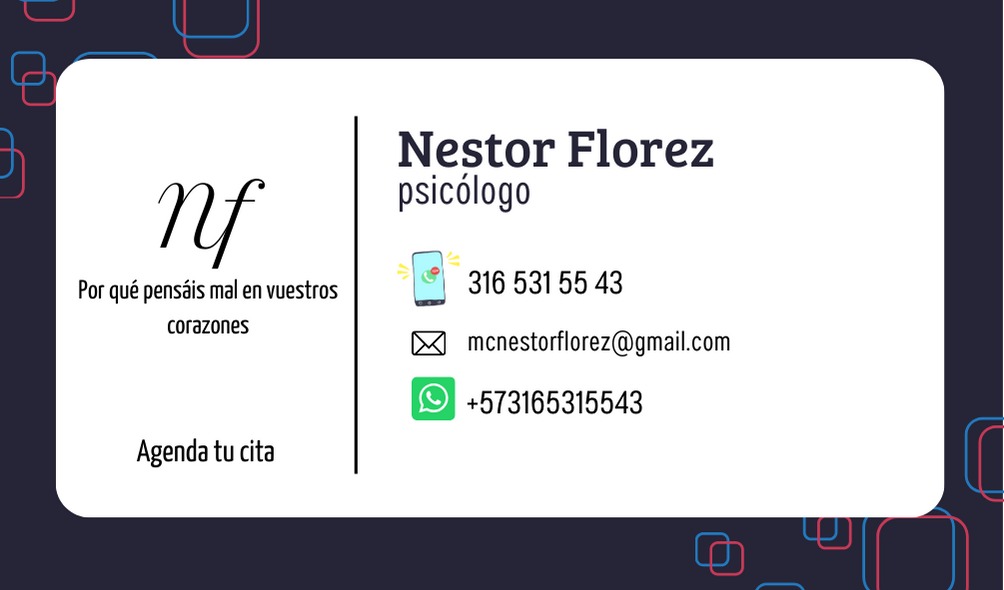 nf
Por qué pensáis mal en vuestros
corazones
Agenda tu cita
Nestor Florez
psicólogo
316 531 55 43
mcnestorflorez@gmail.com
+573165315543